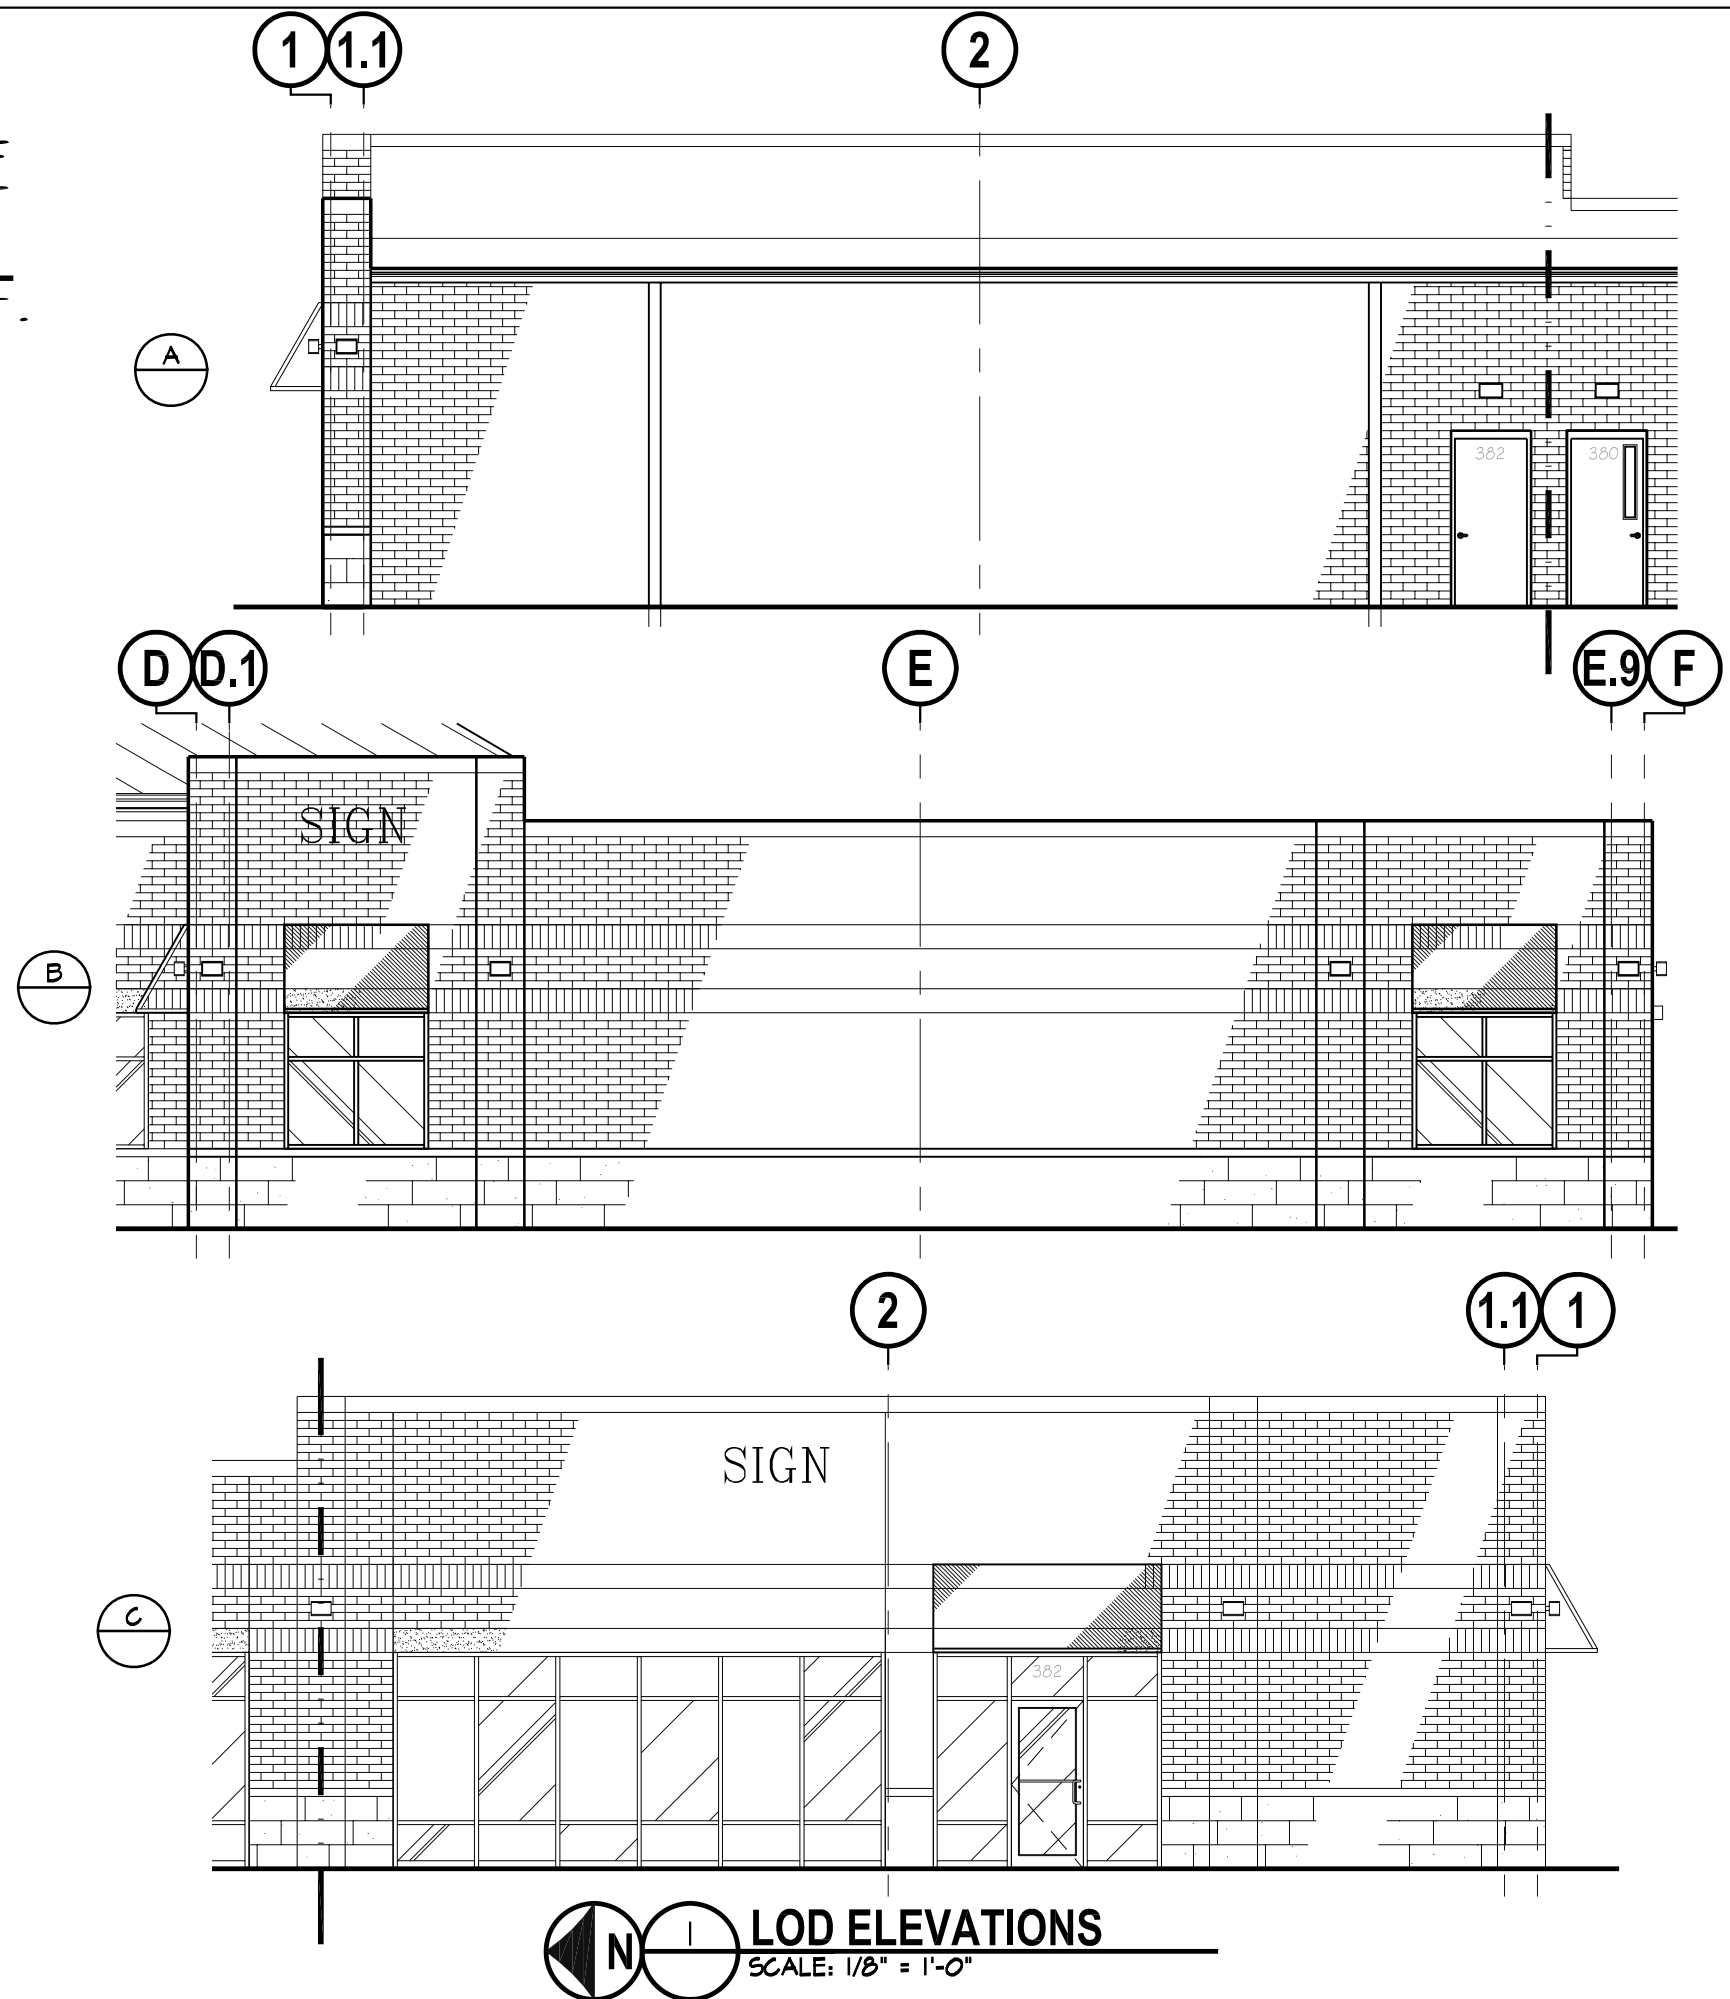 1 1.1 2
A
382 380
D D.1 E E.9 F
SIGN
B
2 1.1 1
SIGN
C
382
N 1 LOD ELEVATIONS
SCALE: 1/8" = 1'-0"